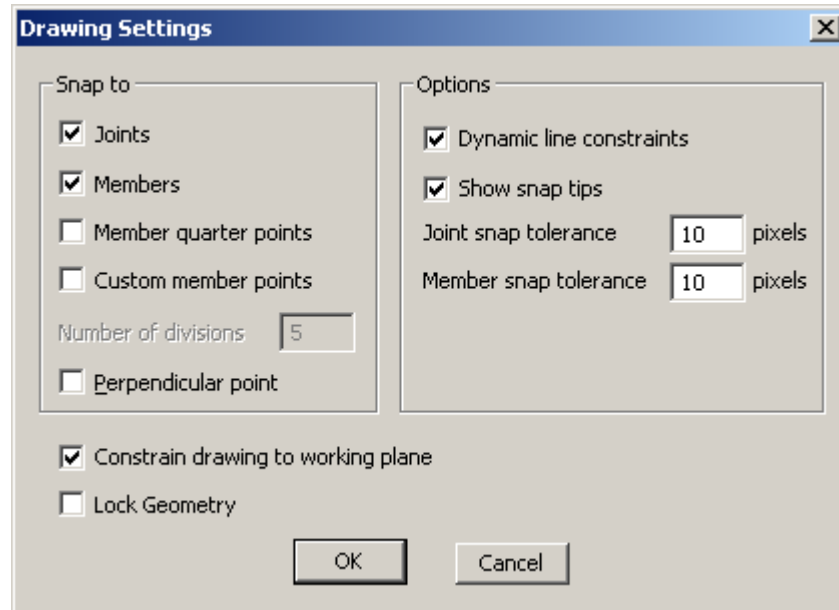 Drawing Settings
Snap to
Joints
Members
Member quarter points
Custom member points
Number of divisions 5
Perpendicular point
Options
Dynamic line constraints
Show snap tips
Joint snap tolerance 10 pixels
Member snap tolerance 10 pixels
Constrain drawing to working plane
Lock Geometry
OK Cancel